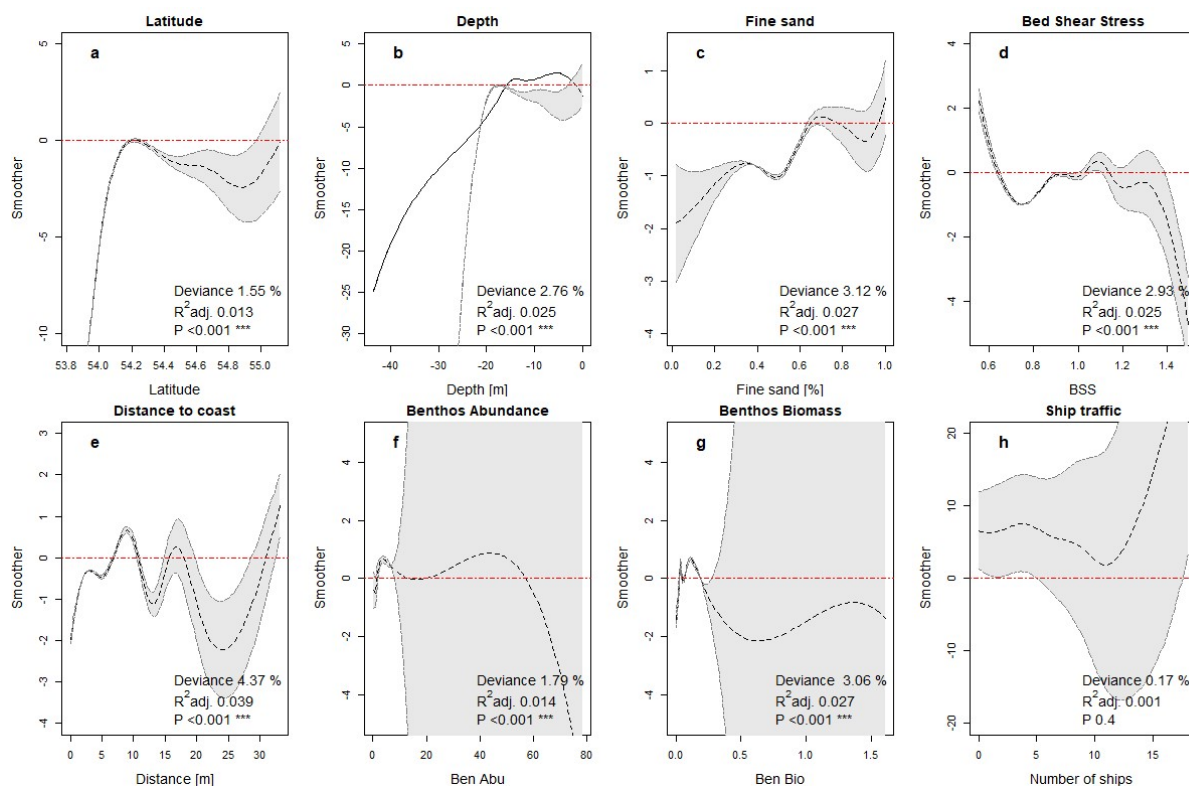 Latitude
a
Smoother
5
0
-5
-10
Deviance 1.55 %
R²adj. 0.013
P <0.001 ***
53.8 54.0 54.2 54.4 54.6 54.8 55.0
Latitude
Depth
b
Smoother
5
0
-5
-10
-15
-20
-25
-30
Deviance 2.76 %
R²adj. 0.025
P <0.001 ***
-40 -30 -20 -10 0
Depth [m]
Fine sand
c
Smoother
1
0
-1
-2
-3
-4
Deviance 3.12 %
R²adj. 0.027
P <0.001 ***
0.0 0.2 0.4 0.6 0.8 1.0
Fine sand [%]
Bed Shear Stress
d
Smoother
4
2
0
-2
-4
Deviance 2.93 %
R²adj. 0.025
P <0.001 ***
0.6 0.8 1.0 1.2 1.4
BSS
Distance to coast
e
Smoother
3
2
1
0
-1
-2
-3
-4
Deviance 4.37 %
R²adj. 0.039
P <0.001 ***
0 5 10 15 20 25 30
Distance [m]
Benthos Abundance
f
Smoother
4
2
0
-2
-4
Deviance 1.79 %
R²adj. 0.014
P <0.001 ***
0 20 40 60 80
Ben Abu
Benthos Biomass
g
Smoother
4
2
0
-2
-4
Deviance 3.06 %
R²adj. 0.027
P <0.001 ***
0.0 0.5 1.0 1.5
Ben Bio
Ship traffic
h
Smoother
20
10
0
-10
-20
Deviance 0.17 %
R²adj. 0.001
P 0.4
0 5 10 15
Number of ships